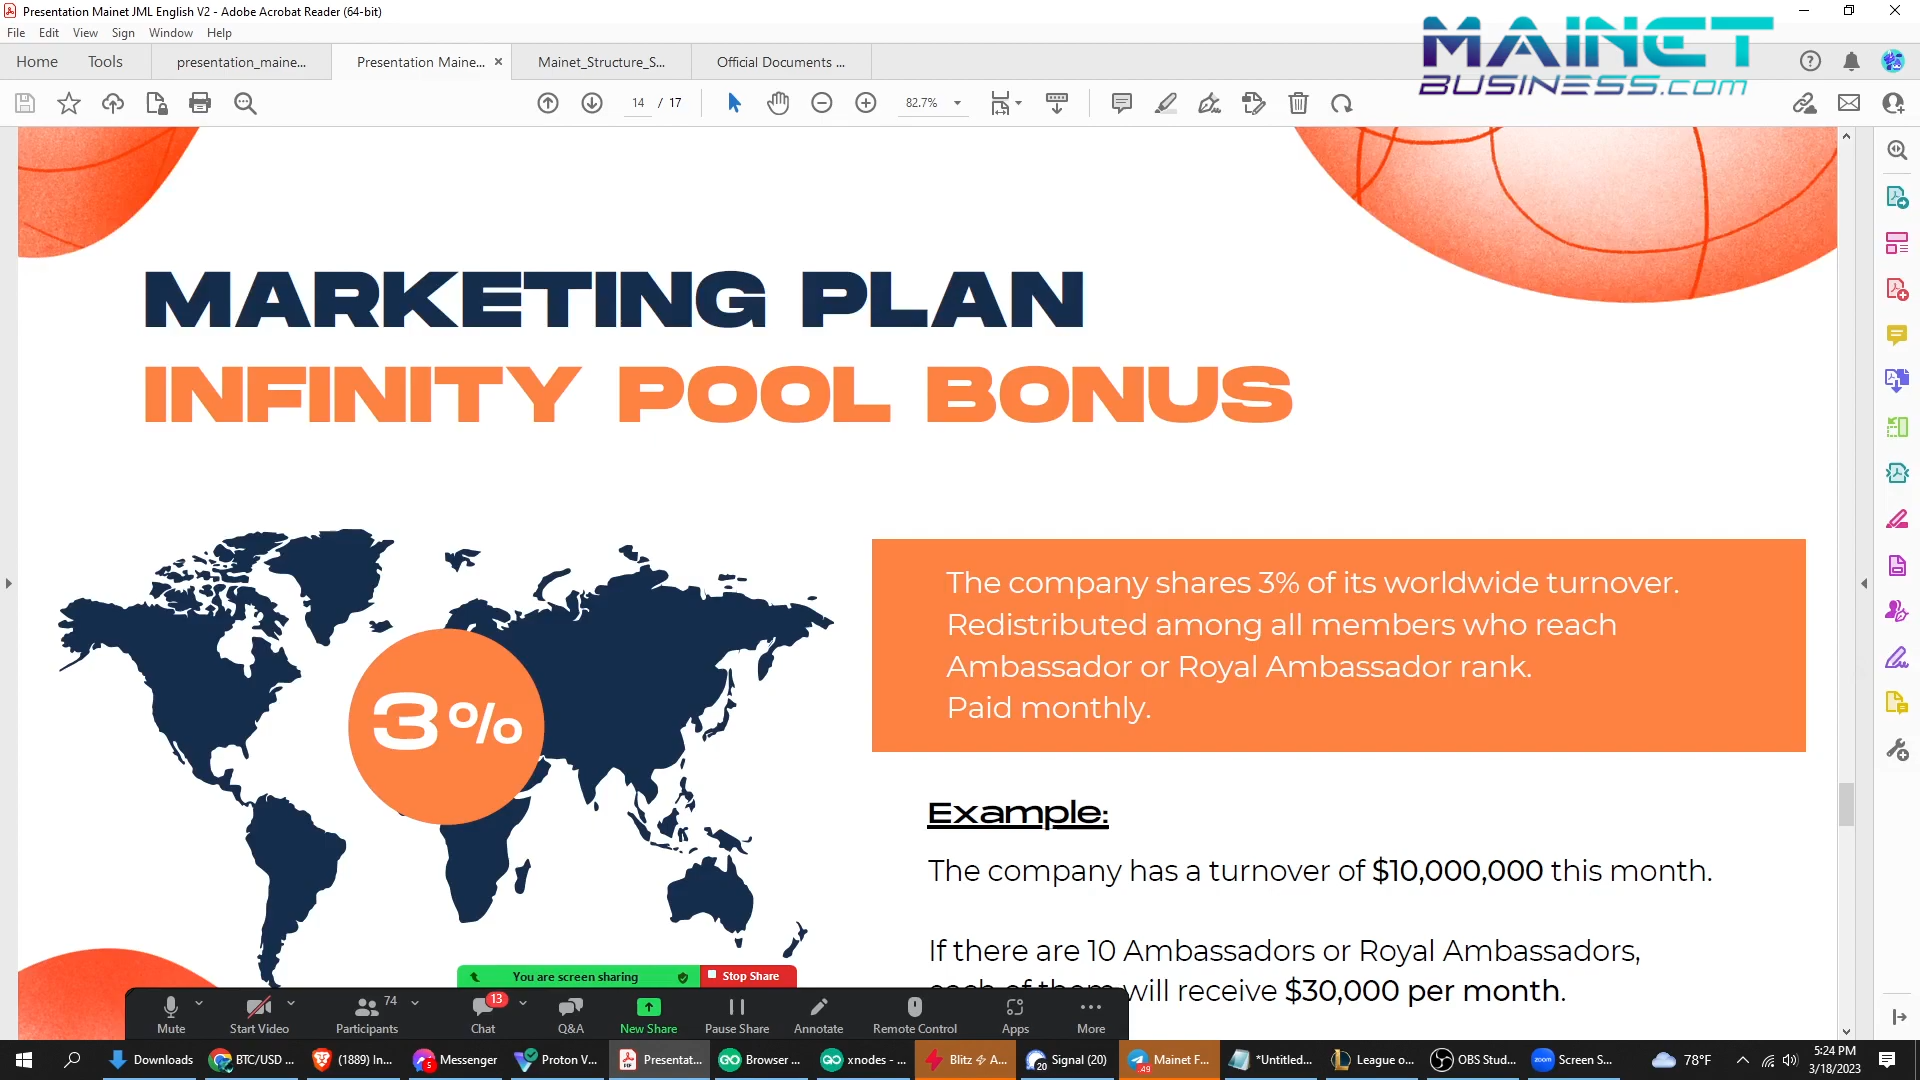 Presentation Mainet JML English V2 - Adobe Acrobat Reader (64-bit)
MAINET
BUSINESS.com
File Edit View Sign Window Help
Home Tools presentation_maine... Presentation Maine... × Mainet_Structure_S... Official Documents ...
14 / 17 82.7%
MARKETING PLAN
INFINITY POOL BONUS
3%
The company shares 3% of its worldwide turnover.
Redistributed among all members who reach
Ambassador or Royal Ambassador rank.
Paid monthly.
Example:
The company has a turnover of $10,000,000 this month.
If there are 10 Ambassadors or Royal Ambassadors,
each of them will receive $30,000 per month.
You are screen sharing Stop Share
74 13
Mute Start Video Participants Chat Q&A New Share Pause Share Annotate Remote Control Apps More
Downloads BTC/USD ... (1889) In... Messenger Proton V... Presentat... Browser ... xnodes - ... Blitz ⚡ A... Signal (20) Mainet F... *Untitled... League o... OBS Stud... Screen S... 78°F
5:24 PM
3/18/2023